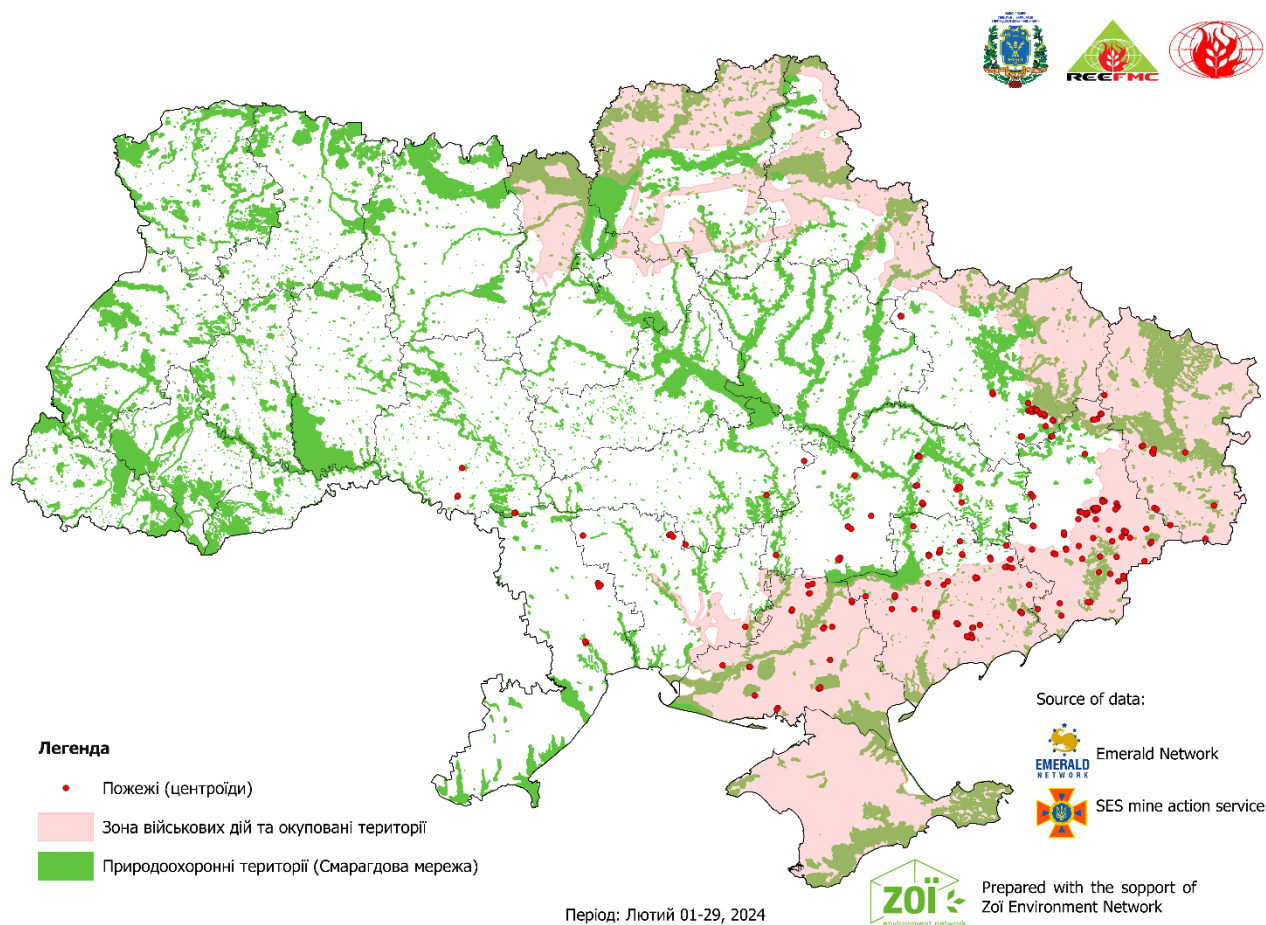 REEFMC
Source of data:
EMERALD
NETWORK
Emerald Network
SES mine action service
Легенда
Пожежі (центроїди)
Зона військових дій та окуповані території
Природоохоронні території (Смарагдова мережа)
zoï
environment network
Prepared with the sopport of
Zoï Environment Network
Період: Лютий 01-29, 2024